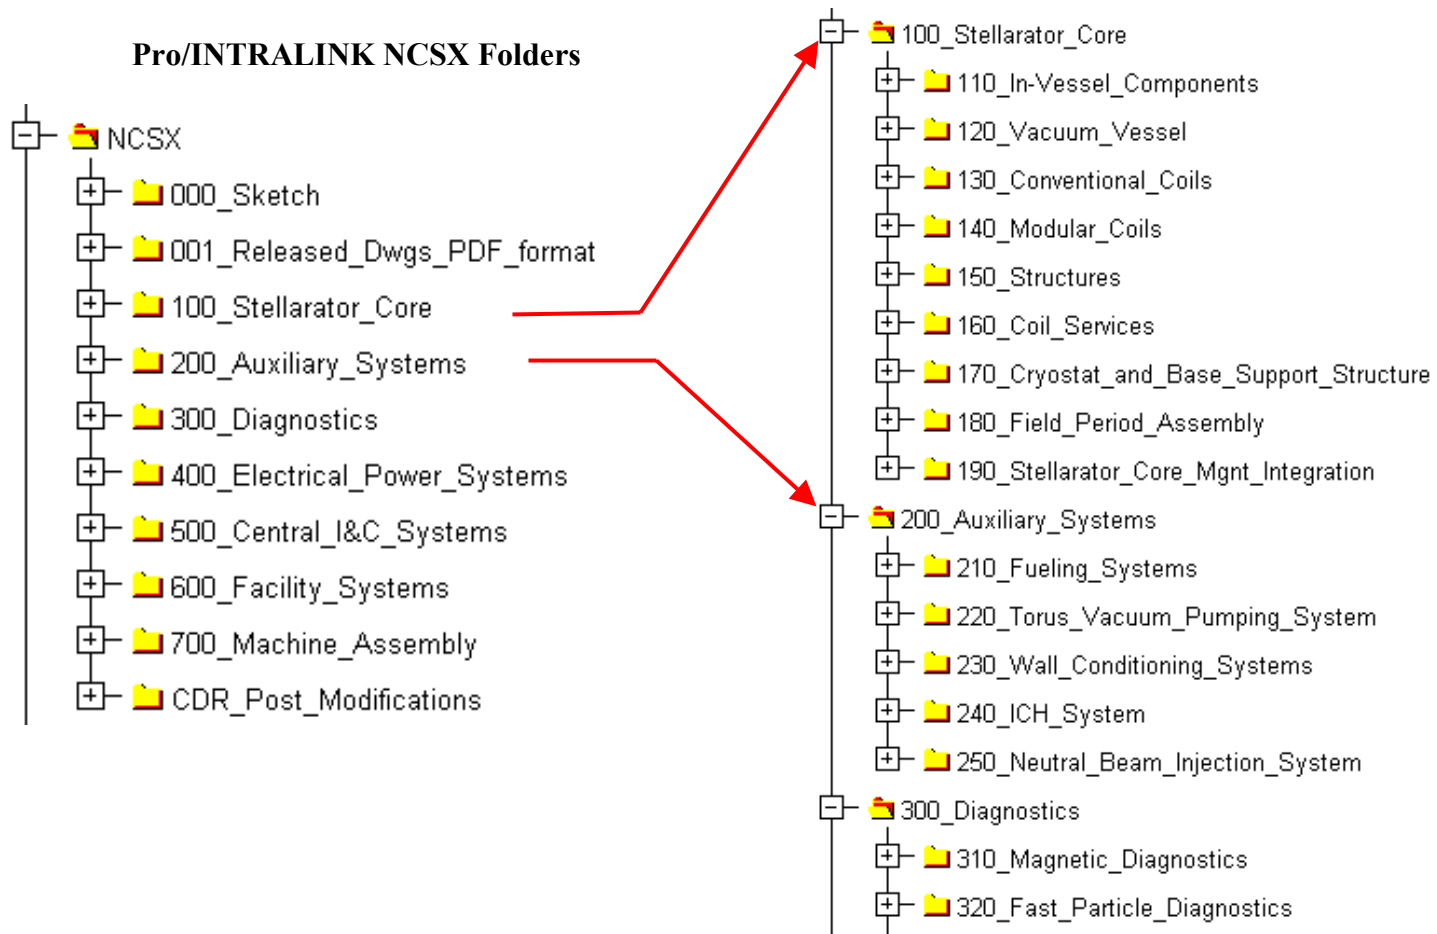 Pro/INTRALINK NCSX Folders
NCSX
000_Sketch
001_Released_Dwgs_PDF_format
100_Stellarator_Core
200_Auxiliary_Systems
300_Diagnostics
400_Electrical_Power_Systems
500_Central_I&C_Systems
600_Facility_Systems
700_Machine_Assembly
CDR_Post_Modifications
100_Stellarator_Core
110_In-Vessel_Components
120_Vacuum_Vessel
130_Conventional_Coils
140_Modular_Coils
150_Structures
160_Coil_Services
170_Cryostat_and_Base_Support_Structure
180_Field_Period_Assembly
190_Stellarator_Core_Mgnt_Integration
200_Auxiliary_Systems
210_Fueling_Systems
220_Torus_Vacuum_Pumping_System
230_Wall_Conditioning_Systems
240_ICH_System
250_Neutral_Beam_Injection_System
300_Diagnostics
310_Magnetic_Diagnostics
320_Fast_Particle_Diagnostics